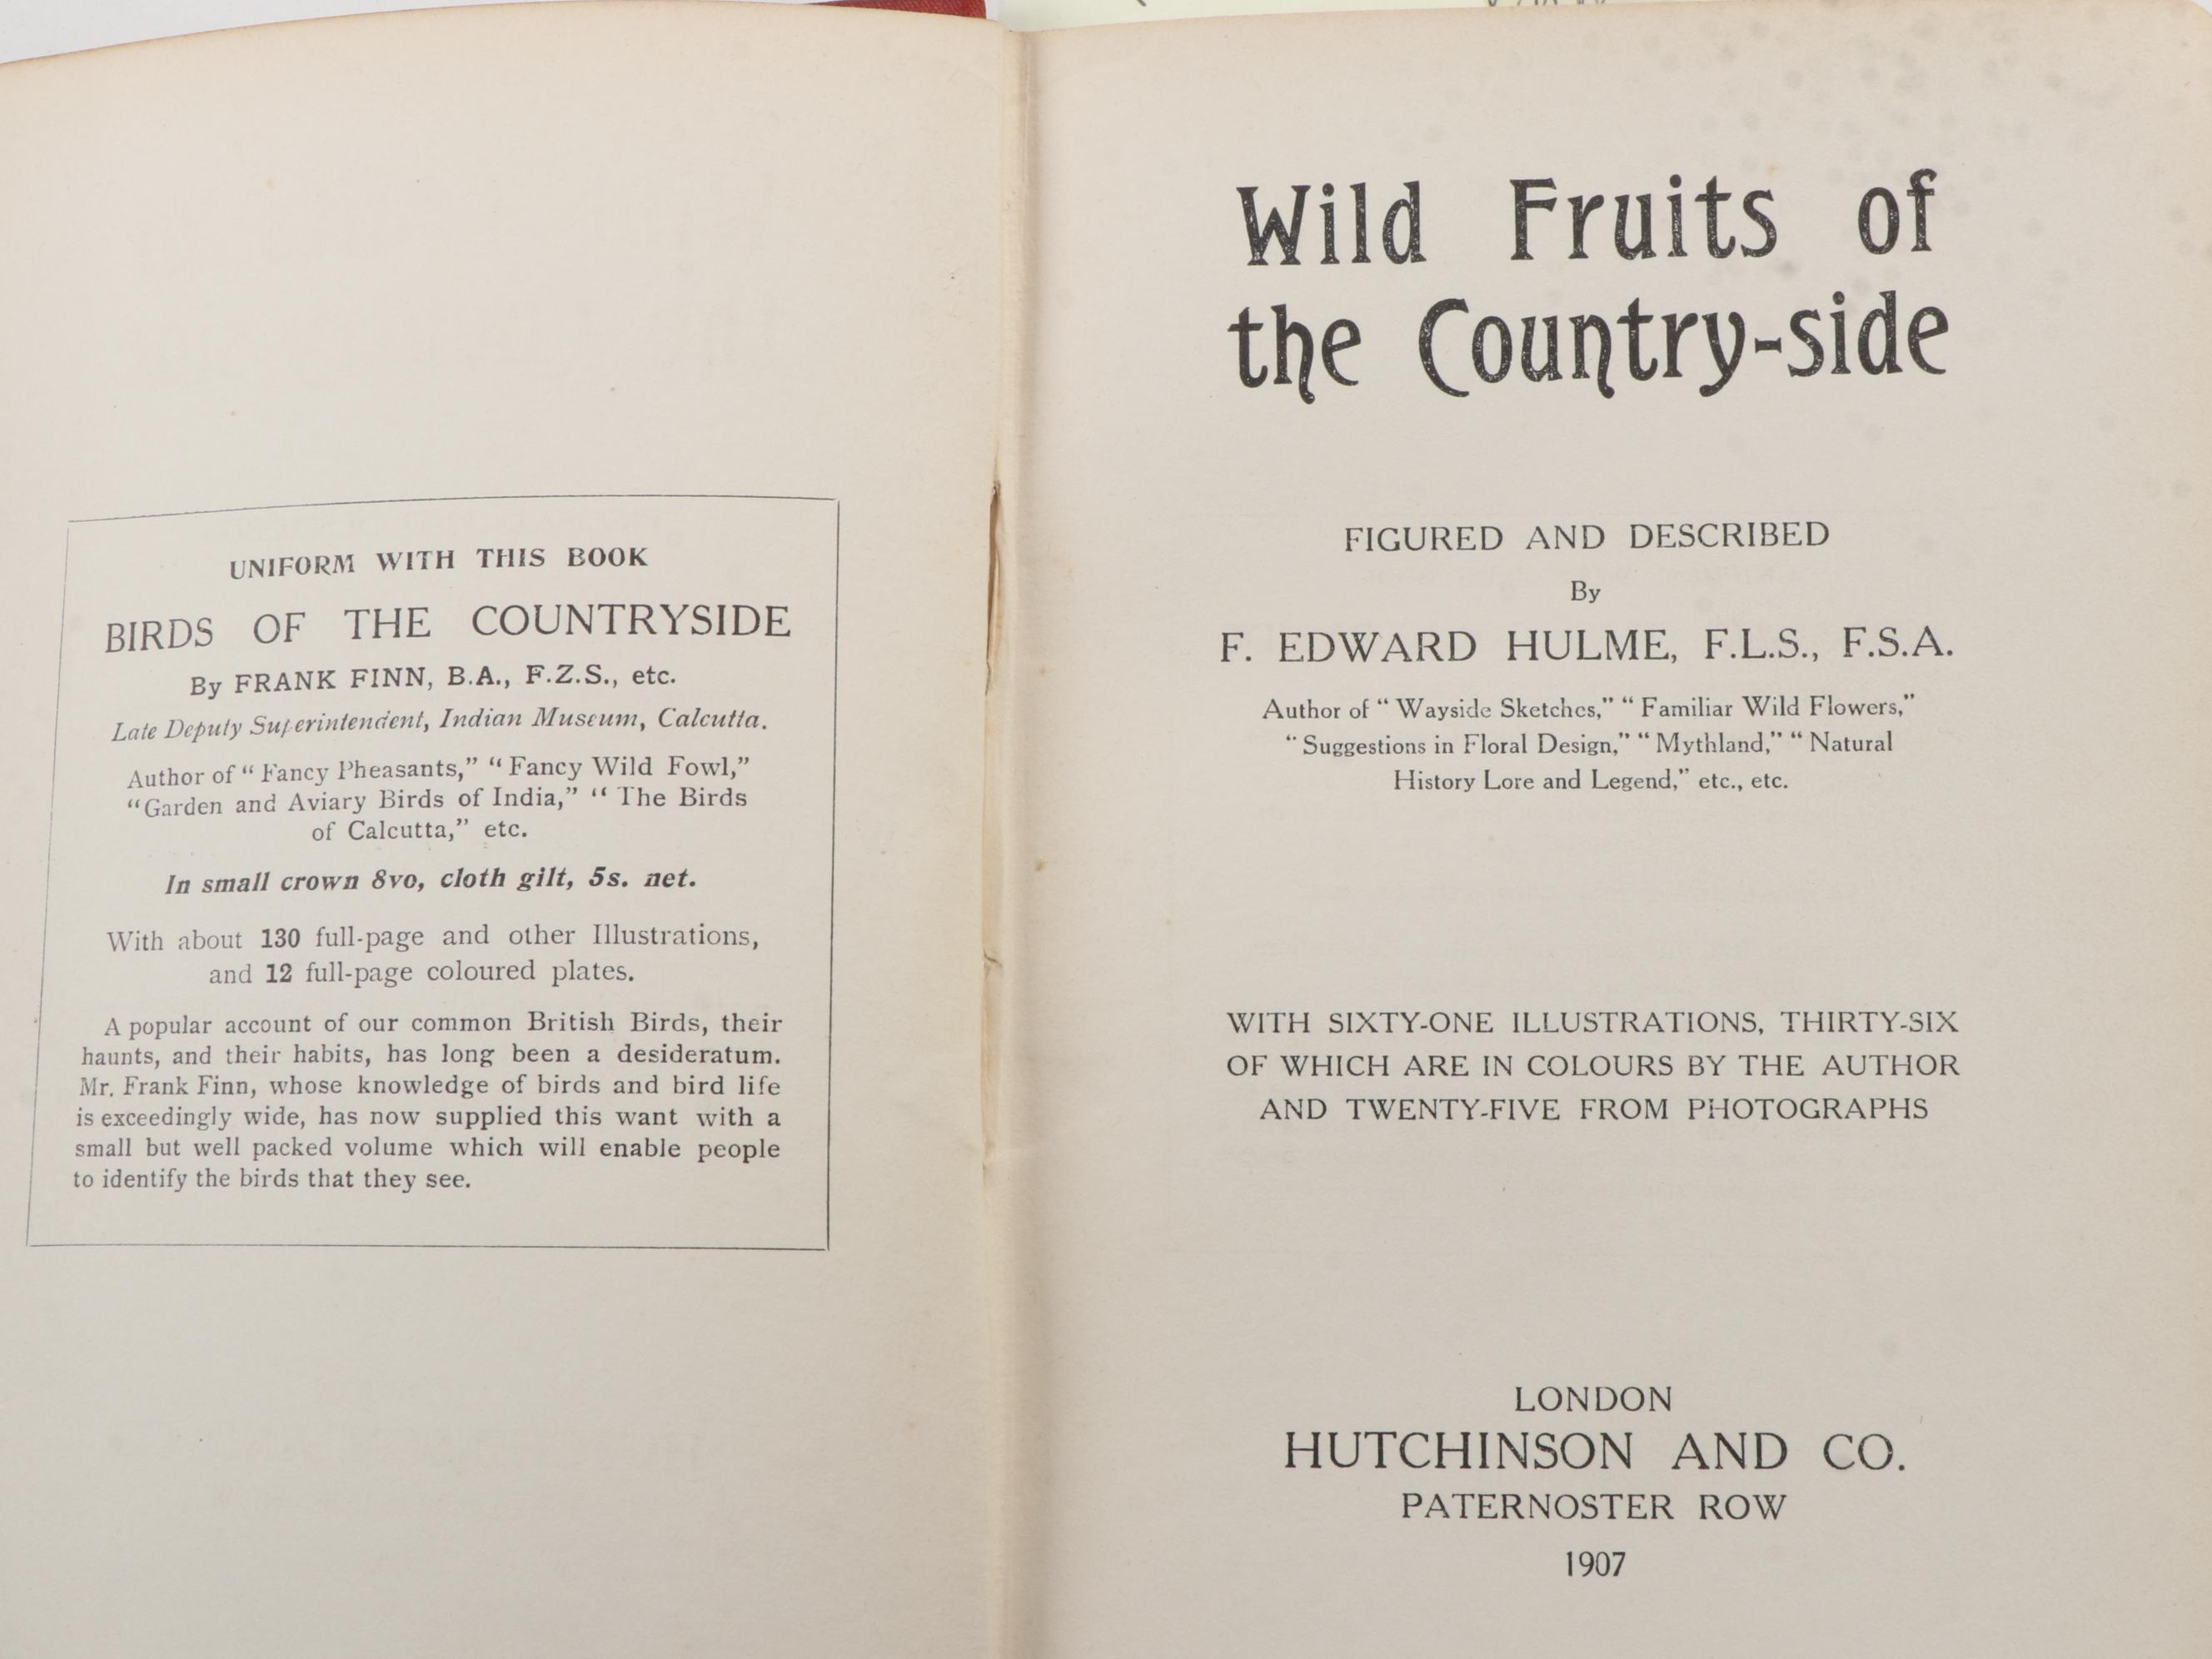 UNIFORM WITH THIS BOOK
BIRDS OF THE COUNTRYSIDE
By FRANK FINN, B.A., F.Z.S., etc.
Late Deputy Superintendent, Indian Museum, Calcutta.
Author of “Fancy Pheasants,” “Fancy Wild Fowl,”
“Garden and Aviary Birds of India,” “The Birds
of Calcutta,” etc.
In small crown 8vo, cloth gilt, 5s. net.
With about 130 full-page and other Illustrations,
and 12 full-page coloured plates.
A popular account of our common British Birds, their
haunts, and their habits, has long been a desideratum.
Mr. Frank Finn, whose knowledge of birds and bird life
is exceedingly wide, has now supplied this want with a
small but well packed volume which will enable people
to identify the birds that they see.
Wild Fruits of
the Country-side
FIGURED AND DESCRIBED
By
F. EDWARD HULME, F.L.S., F.S.A.
Author of “Wayside Sketches,” “Familiar Wild Flowers,”
“Suggestions in Floral Design,” “Mythland,” “Natural
History Lore and Legend,” etc., etc.
WITH SIXTY-ONE ILLUSTRATIONS, THIRTY-SIX
OF WHICH ARE IN COLOURS BY THE AUTHOR
AND TWENTY-FIVE FROM PHOTOGRAPHS
LONDON
HUTCHINSON AND CO.
PATERNOSTER ROW
1907